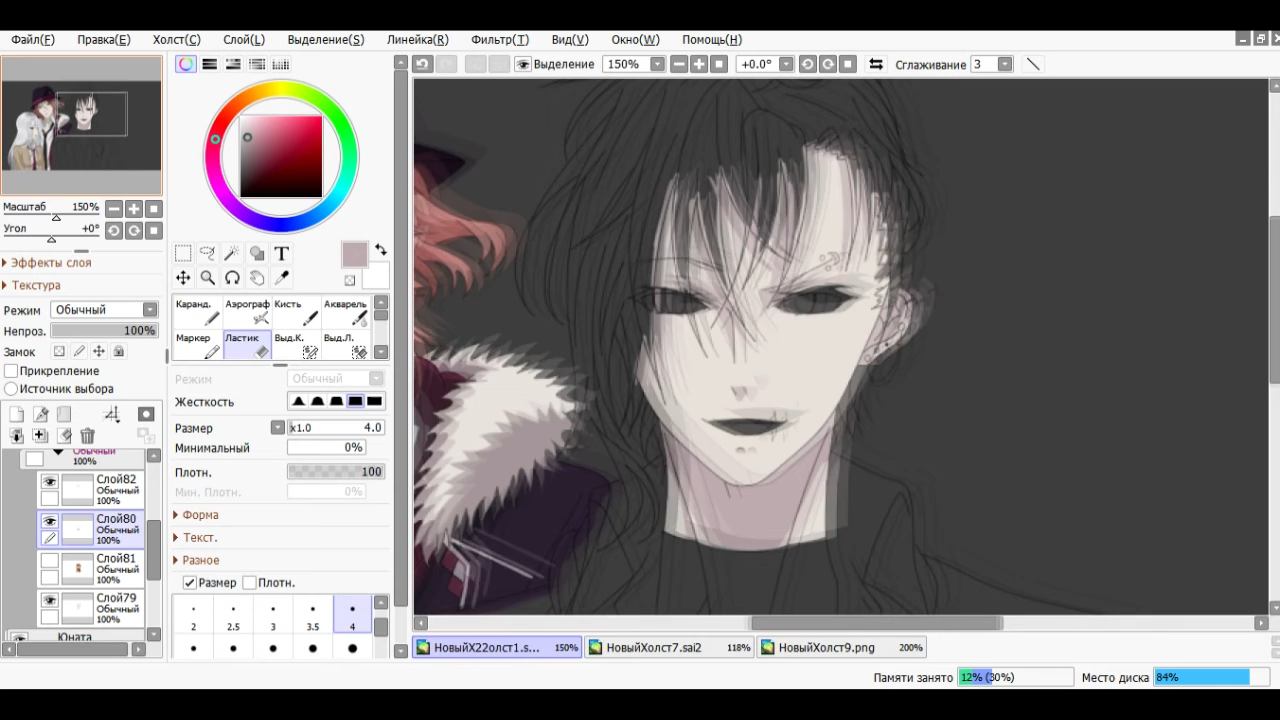 Файл(F) Правка(E) Холст(C) Слой(L) Выделение(S) Линейка(R) Фильтр(T) Вид(V) Окно(W) Помощь(H)
Выделение 150% +0.0° Сглаживание 3
Масштаб 150%
Угол +0°
Эффекты слоя
Текстура
Режим Обычный
Непроз. 100%
Замок
Прикрепление
Источник выбора
Обычный
100%
Слой82
Обычный
100%
Слой80
Обычный
100%
Слой81
Обычный
100%
Слой79
Обычный
100%
Юната
T
Каранд. Аэрограф Кисть Акварель
Маркер Ластик Выд.К. Выд.Л.
Режим Обычный
Жесткость
Размер x1.0 4.0
Минимальный 0%
Плотн. 100
Мин. Плотн. 0%
Форма
Текст.
Разное
Размер Плотн.
2 2.5 3 3.5 4
НовыйХ22олст1.s... 150% НовыйХолст7.sai2 118% НовыйХолст9.png 200%
Памяти занято 12% (30%) Место диска 84%